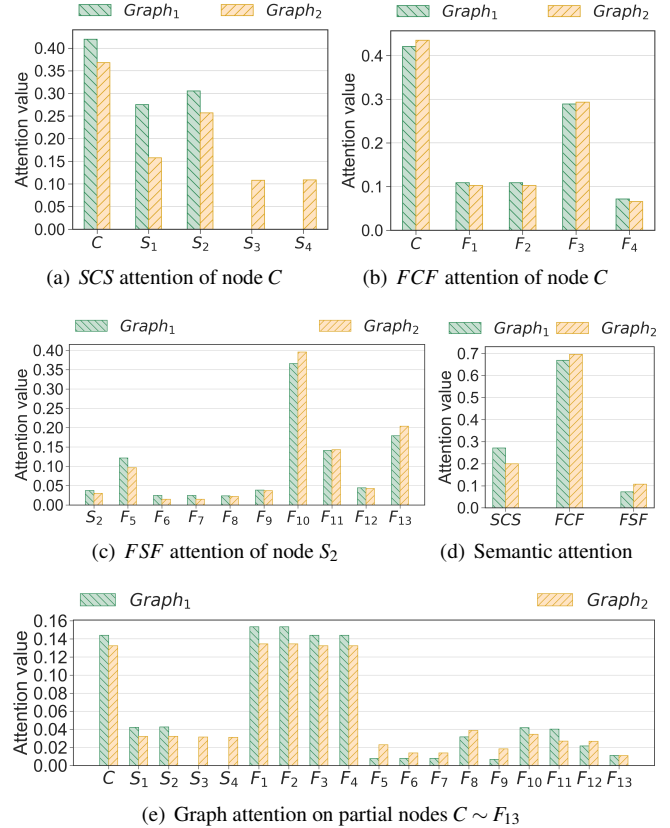 Graph₁ Graph₂ Graph₁ Graph₂
Attention value
0.40
0.35
0.30
0.25
0.20
0.15
0.10
0.05
0.00
C S₁ S₂ S₃ S₄
(a) SCS attention of node C
Attention value
0.4
0.3
0.2
0.1
0.0
C F₁ F₂ F₃ F₄
(b) FCF attention of node C
Graph₁ Graph₂
Attention value
0.40
0.35
0.30
0.25
0.20
0.15
0.10
0.05
0.00
S₂ F₅ F₆ F₇ F₈ F₉ F₁₀ F₁₁ F₁₂ F₁₃
(c) FSF attention of node S₂
Graph₁ Graph₂
Attention value
0.7
0.6
0.5
0.4
0.3
0.2
0.1
0.0
SCS FCF FSF
(d) Semantic attention
Graph₁ Graph₂
Attention value
0.16
0.14
0.12
0.10
0.08
0.06
0.04
0.02
0.00
C S₁ S₂ S₃ S₄ F₁ F₂ F₃ F₄ F₅ F₆ F₇ F₈ F₉ F₁₀ F₁₁ F₁₂ F₁₃
(e) Graph attention on partial nodes C ∼ F₁₃